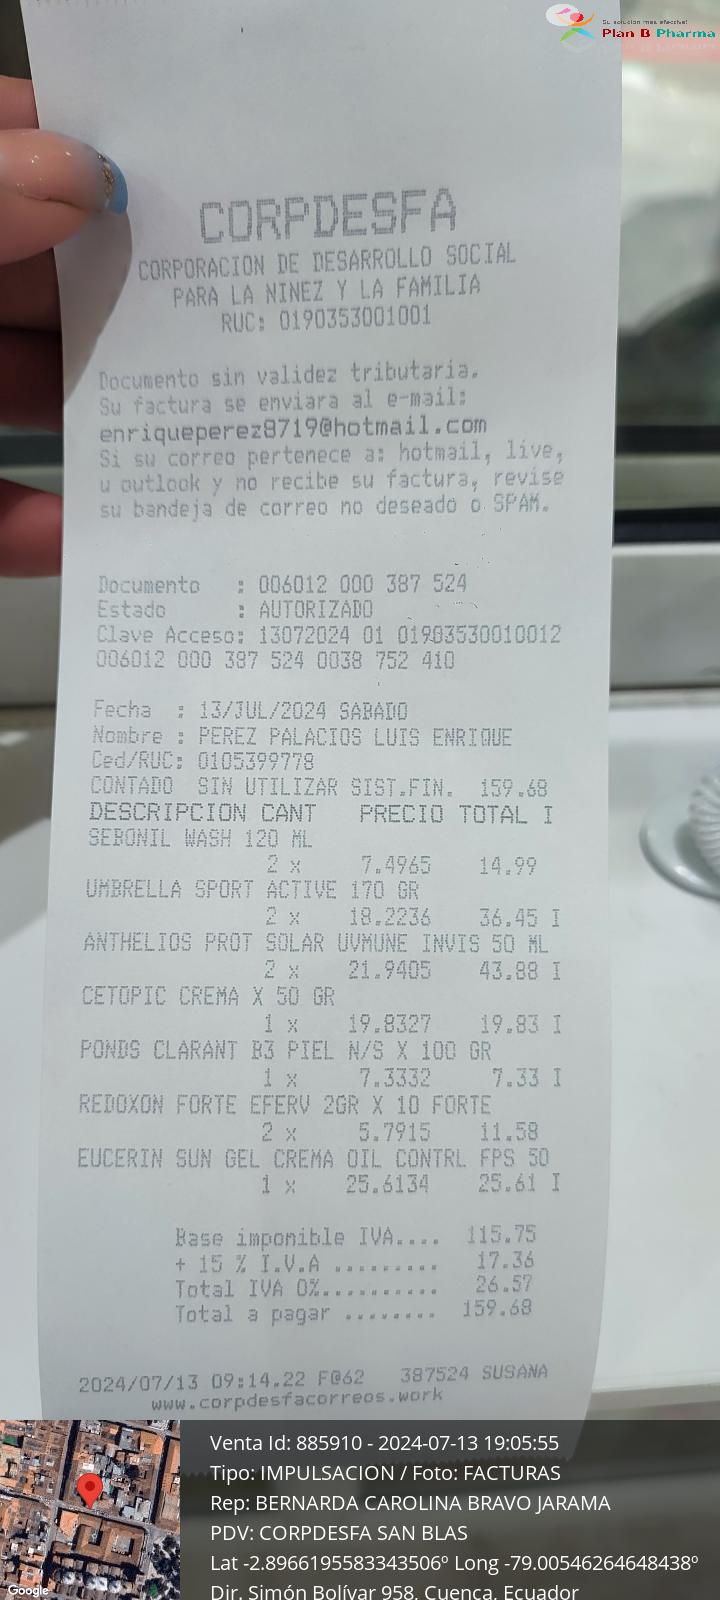 Su solución más efectiva!
Plan B Pharma
CORPDESFA
CORPORACION DE DESARROLLO SOCIAL
PARA LA NINEZ Y LA FAMILIA
RUC: 0190353001001
Documento sin validez tributaria.
Su factura se enviara al e-mail:
enriqueperez8719@hotmail.com
Si su correo pertenece a: hotmail, live,
u outlook y no recibe su factura, revise
su bandeja de correo no deseado o SPAM.
Documento : 006012 000 387 524
Estado : AUTORIZADO
Clave Acceso: 13072024 01 01903530010012
006012 000 387 524 0038 752 410
Fecha : 13/JUL/2024 SABADO
Nombre : PEREZ PALACIOS LUIS ENRIQUE
Ced/RUC: 0105399778
CONTADO SIN UTILIZAR SIST.FIN. 159.68
DESCRIPCION CANT PRECIO TOTAL I
SEBONIL WASH 120 ML
2 x 7.4965 14.99
UMBRELLA SPORT ACTIVE 170 GR
2 x 18.2236 36.45 I
ANTHELIOS PROT SOLAR UVMUNE INVIS 50 ML
2 x 21.9405 43.88 I
CETOPIC CREMA X 50 GR
1 x 19.8327 19.83 I
PONDS CLARANT B3 PIEL N/S X 100 GR
1 x 7.3332 7.33 I
REDOXON FORTE EFERV 2GR X 10 FORTE
2 x 5.7915 11.58
EUCERIN SUN GEL CREMA OIL CONTRL FPS 50
1 x 25.6134 25.61 I
Base imponible IVA.... 115.75
+ 15 % I.V.A ......... 17.36
Total IVA 0%.......... 26.57
Total a pagar ........ 159.68
2024/07/13 09:14.22 F@62 387524 SUSANA
www.corpdesfacorreos.work
Venta Id: 885910 - 2024-07-13 19:05:55
Tipo: IMPULSACION / Foto: FACTURAS
Rep: BERNARDA CAROLINA BRAVO JARAMA
PDV: CORPDESFA SAN BLAS
Lat -2.8966195583343506º Long -79.00546264648438º
Dir. Simón Bolívar 958, Cuenca, Ecuador
Google